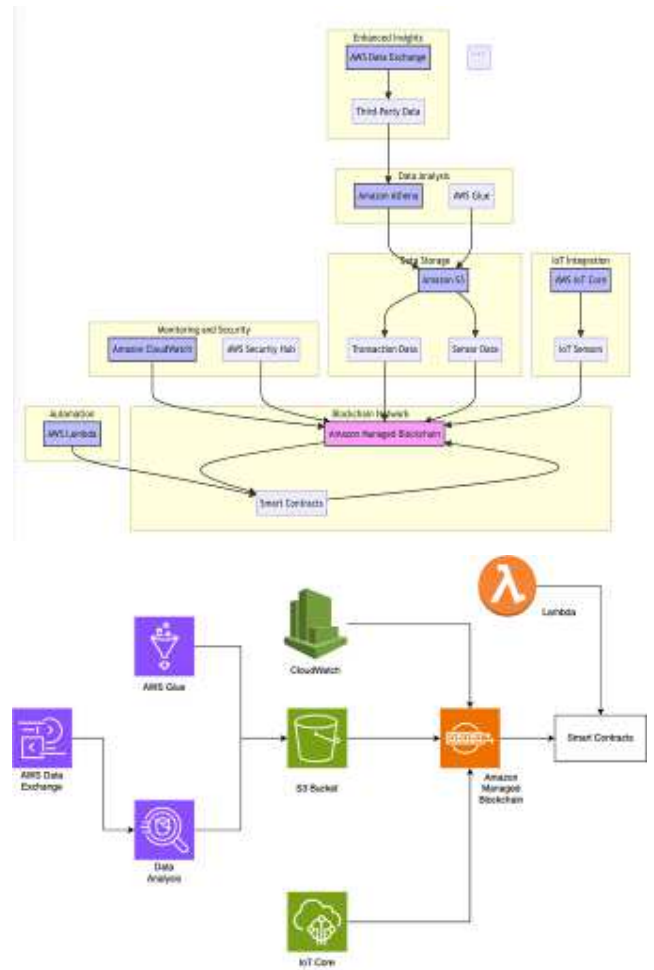 Enhanced Insights
AWS Data Exchange
Third-Party Data
Data Analysis
Amazon Athena
AWS Glue
Data Storage
IoT Integration
Amazon S3
AWS IoT Core
Monitoring and Security
Amazon CloudWatch
AWS Security Hub
Transaction Data
Sensor Data
IoT Sensors
Automation
Blockchain Network
AWS Lambda
Amazon Managed Blockchain
Smart Contracts
Lambda
CloudWatch
AWS Glue
AWS Data
Exchange
S3 Bucket
Amazon
Managed
Blockchain
Smart Contracts
Data
Analysis
IoT Core